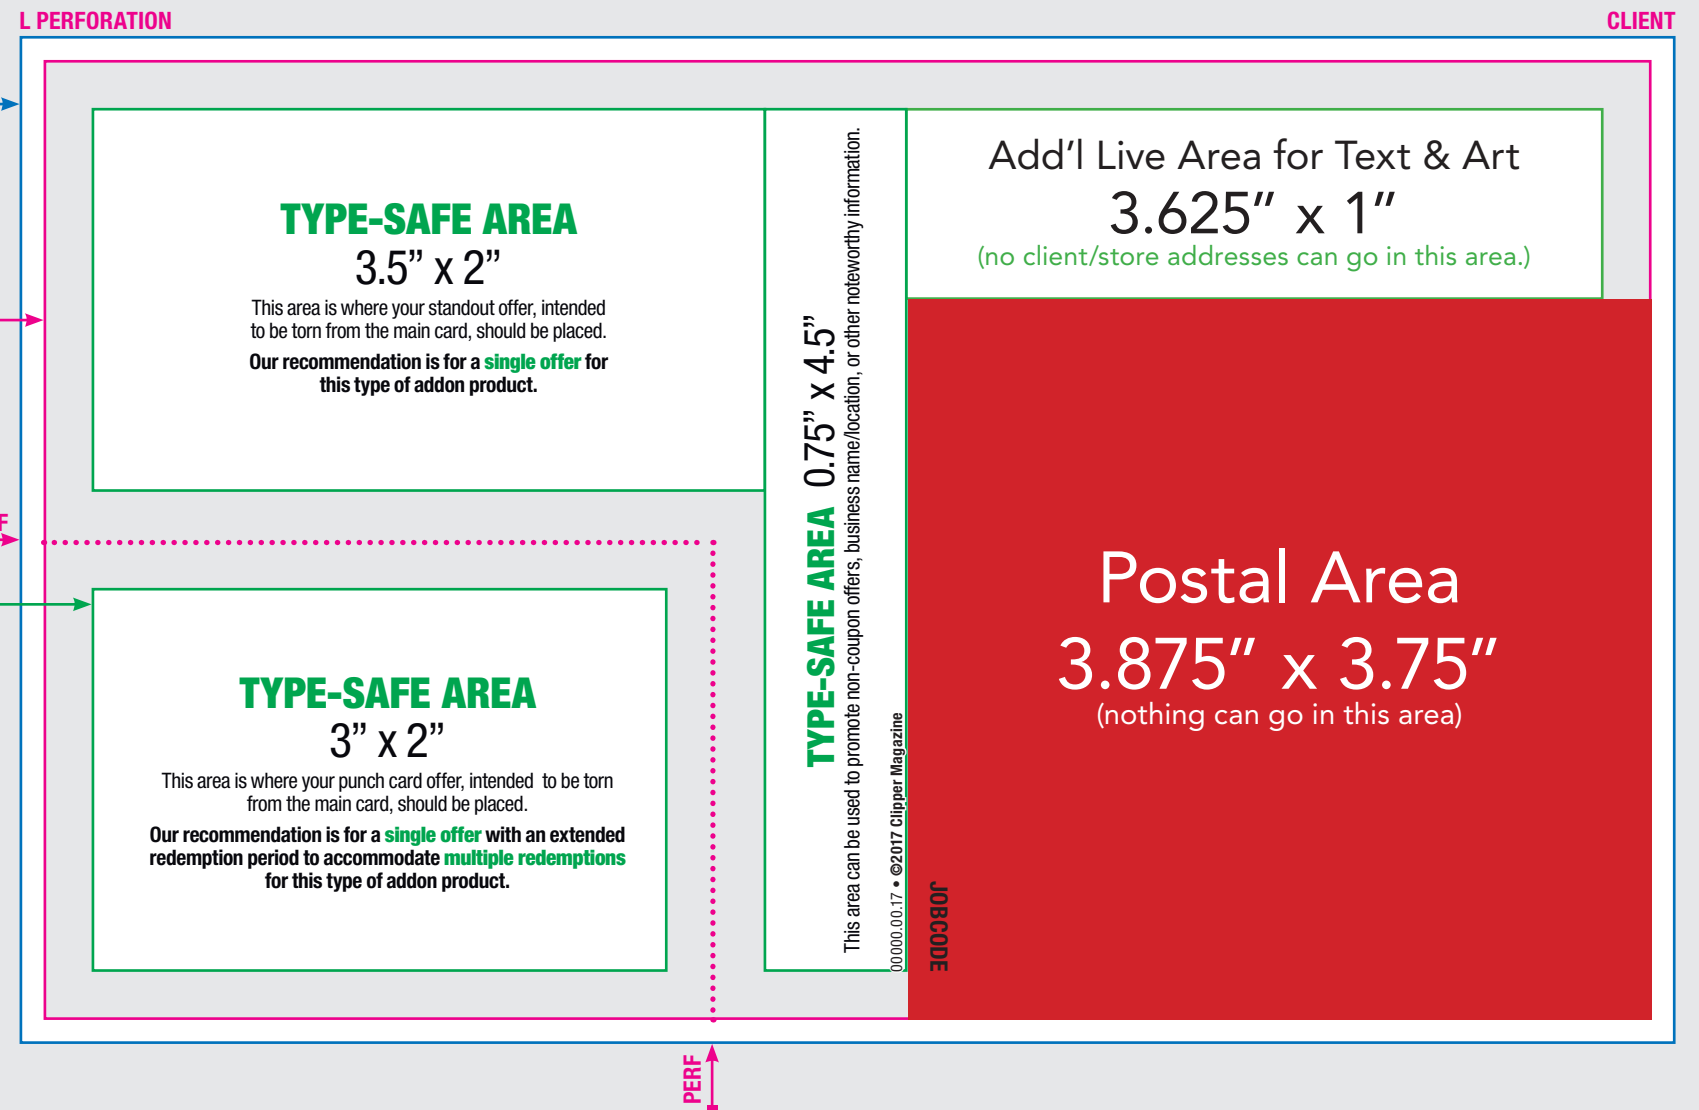 L PERFORATION
CLIENT
TYPE-SAFE AREA
3.5” x 2”
This area is where your standout offer, intended
to be torn from the main card, should be placed.
Our recommendation is for a single offer for
this type of addon product.
TYPE-SAFE AREA
3” x 2”
This area is where your punch card offer, intended  to be torn
from the main card, should be placed.
Our recommendation is for a single offer with an extended
redemption period to accommodate multiple redemptions
for this type of addon product.
TYPE-SAFE AREA 0.75” x 4.5”
This area can be used to promote non-coupon offers, business name/location, or other noteworthy information.
00000.00.17 • ©2017 Clipper Magazine
JOBCODE
Add’l Live Area for Text & Art
3.625” x 1”
(no client/store addresses can go in this area.)
Postal Area
3.875” x 3.75”
(nothing can go in this area)
F
PERF